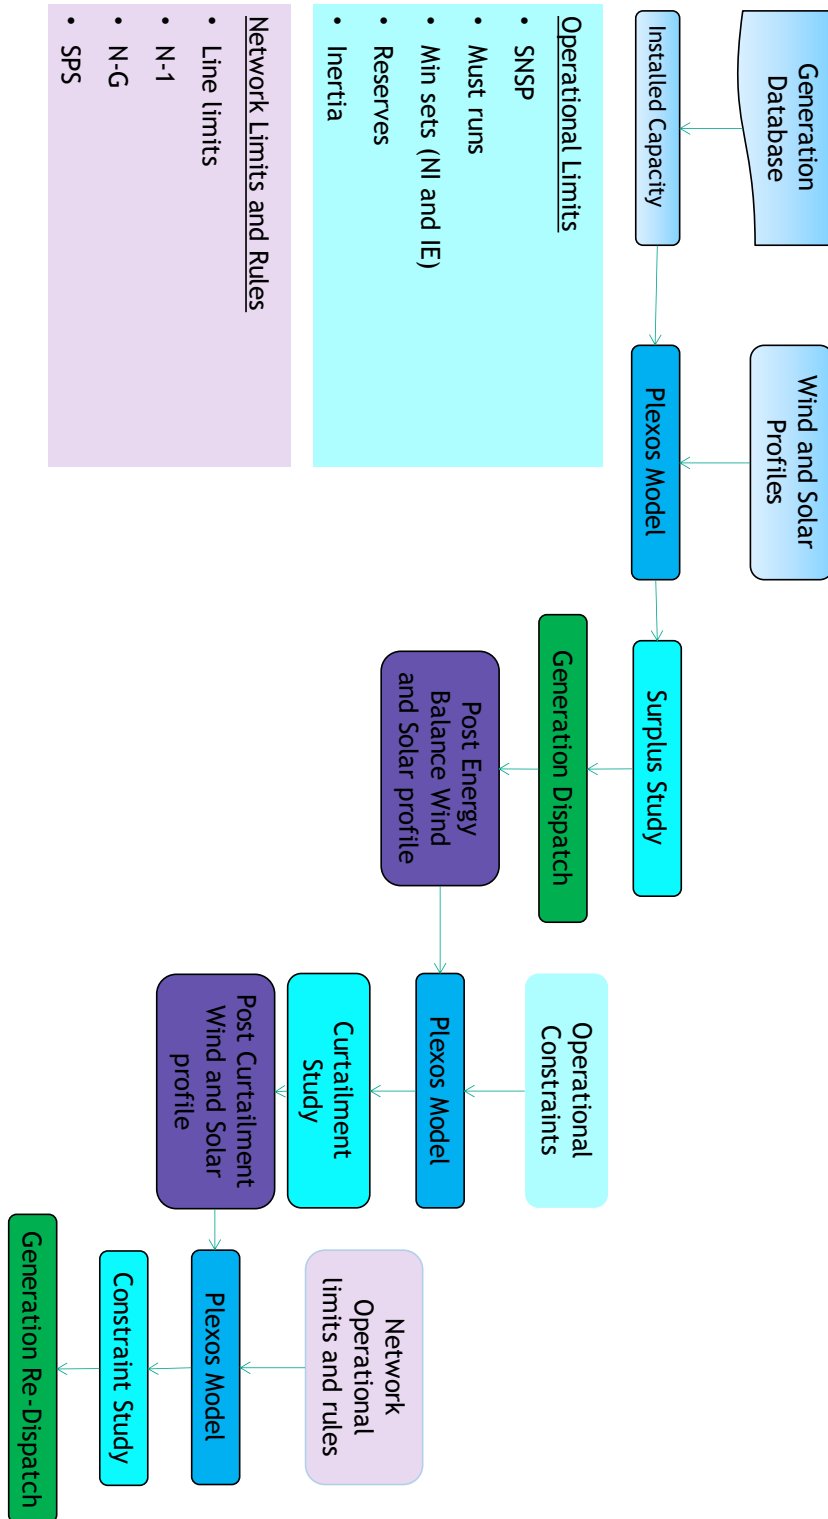 Generation
Database
Installed Capacity
Wind and Solar
Profiles
Plexos Model
Surplus Study
Generation Dispatch
Post Energy
Balance Wind
and Solar profile
Operational
Constraints
Plexos Model
Curtailment
Study
Post Curtailment
Wind and Solar
profile
Network
Operational
limits and rules
Plexos Model
Constraint Study
Generation Re-Dispatch
Operational Limits
• SNSP
• Must runs
• Min sets (NI and IE)
• Reserves
• Inertia
Network Limits and Rules
• Line limits
• N-1
• N-G
• SPS